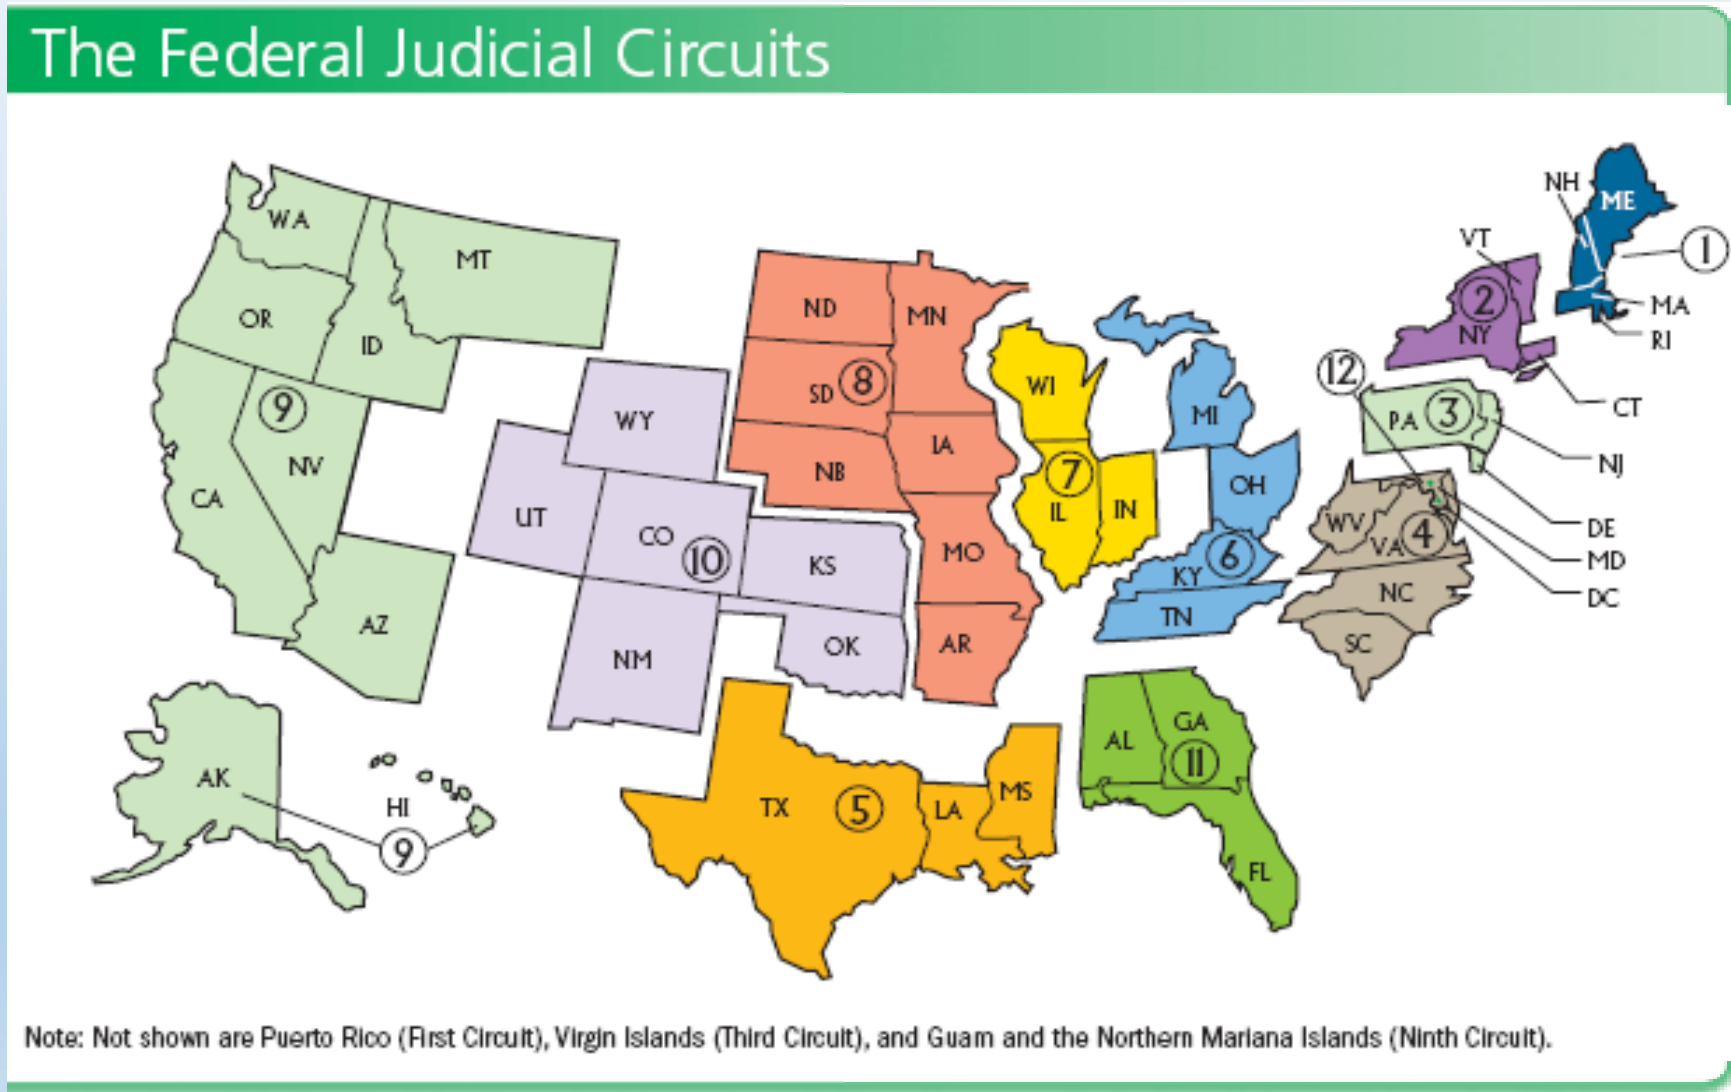 The Federal Judicial Circuits
WA
MT
OR
ID
9
NV
CA
AZ
WY
UT
CO
10
KS
NM
OK
ND
MN
SD
8
NB
IA
MO
AR
WI
7
IL
IN
MI
OH
6
KY
TN
NH
ME
1
VT
2
NY
MA
RI
CT
12
PA
3
NJ
DE
MD
DC
WV
VA
4
NC
SC
AK
HI
9
TX
5
LA
MS
AL
GA
11
FL
Note: Not shown are Puerto Rico (First Circuit), Virgin Islands (Third Circuit), and Guam and the Northern Mariana Islands (Ninth Circuit).